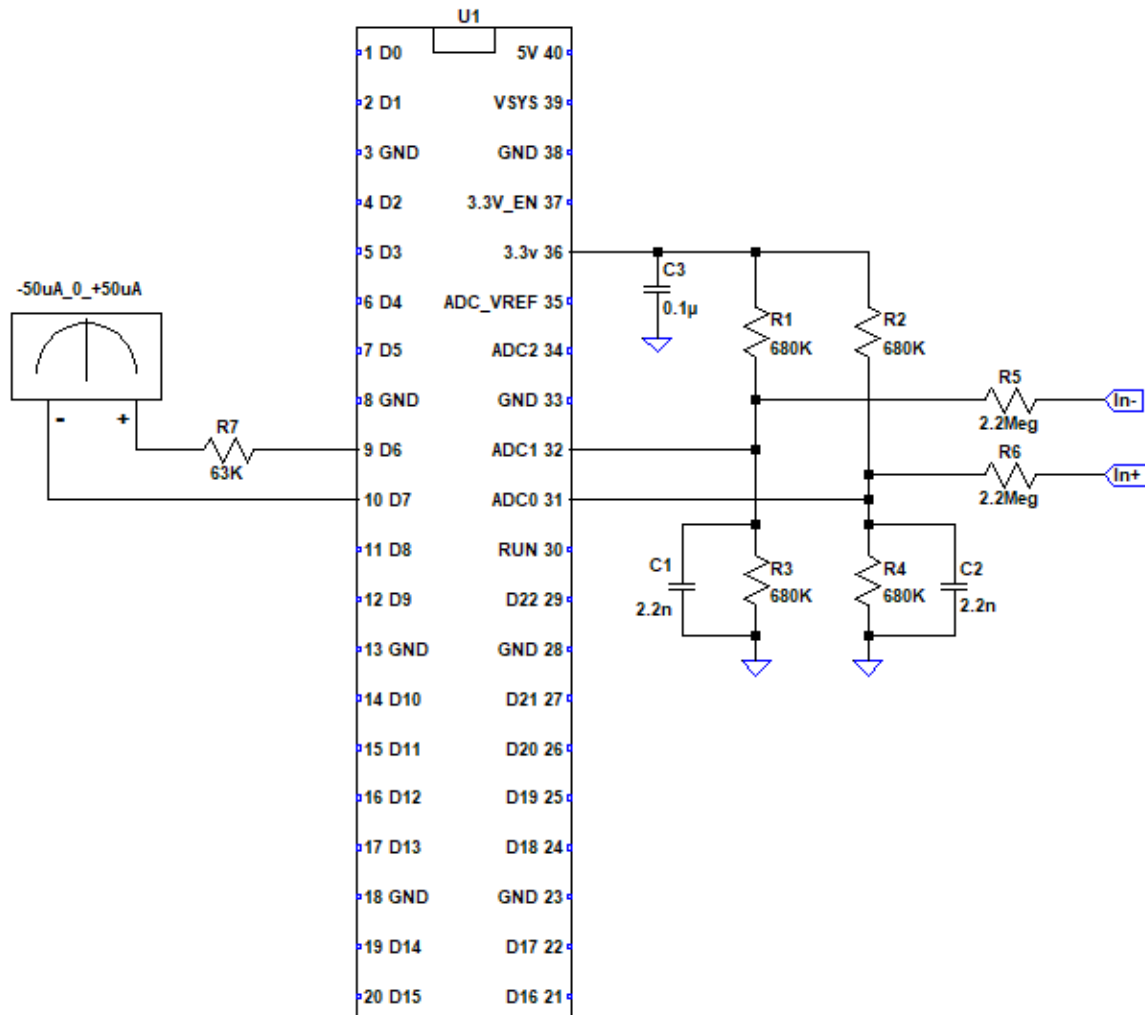 U1
1 D0
5V 40
2 D1
VSYS 39
3 GND
GND 38
4 D2
3.3V_EN 37
5 D3
3.3v 36
C3
0.1µ
-50uA_0_+50uA
6 D4
ADC_VREF 35
R1
680K
R2
680K
7 D5
ADC2 34
R5
2.2Meg
In-
8 GND
GND 33
- +
R7
63K
9 D6
ADC1 32
R6
2.2Meg
In+
10 D7
ADC0 31
11 D8
RUN 30
C1
2.2n
R3
680K
R4
680K
C2
2.2n
12 D9
D22 29
13 GND
GND 28
14 D10
D21 27
15 D11
D20 26
16 D12
D19 25
17 D13
D18 24
18 GND
GND 23
19 D14
D17 22
20 D15
D16 21